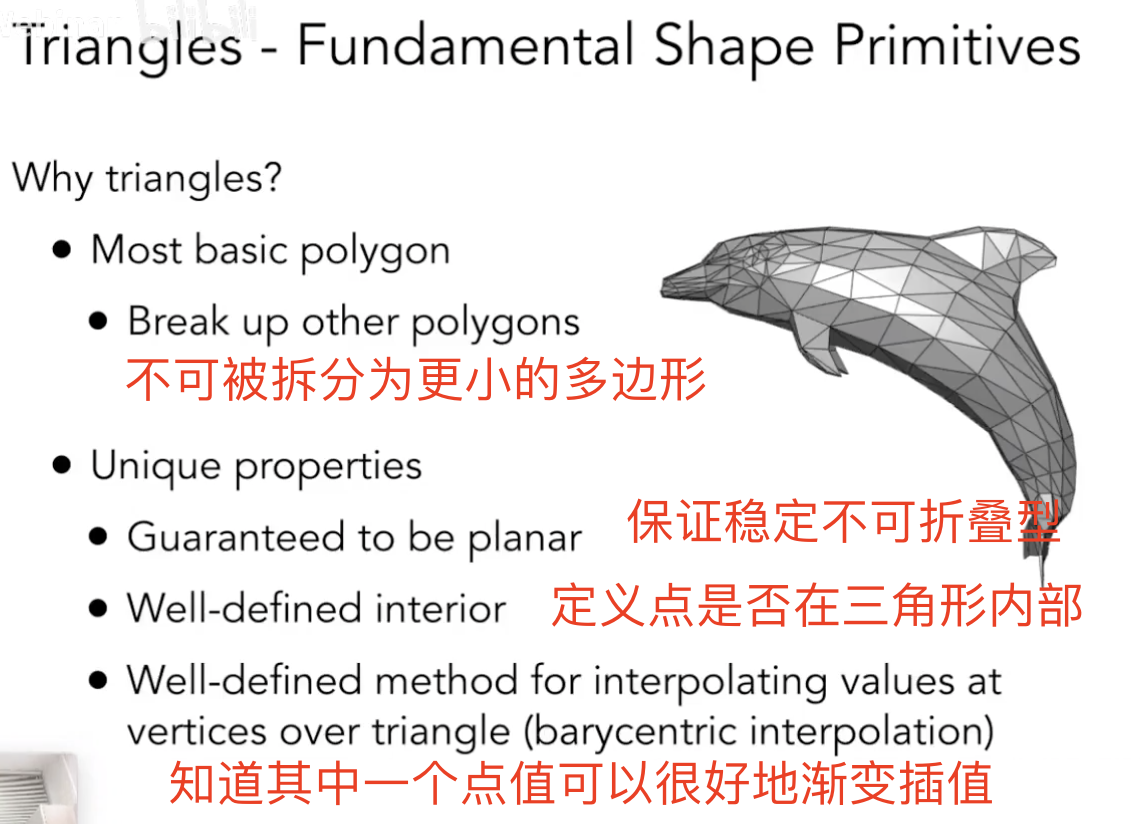 Triangles - Fundamental Shape Primitives
Why triangles?
● Most basic polygon
● Break up other polygons
不可被拆分为更小的多边形
● Unique properties
● Guaranteed to be planar 保证稳定不可折叠型
● Well-defined interior 定义点是否在三角形内部
● Well-defined method for interpolating values at
vertices over triangle (barycentric interpolation)
知道其中一个点值可以很好地渐变插值